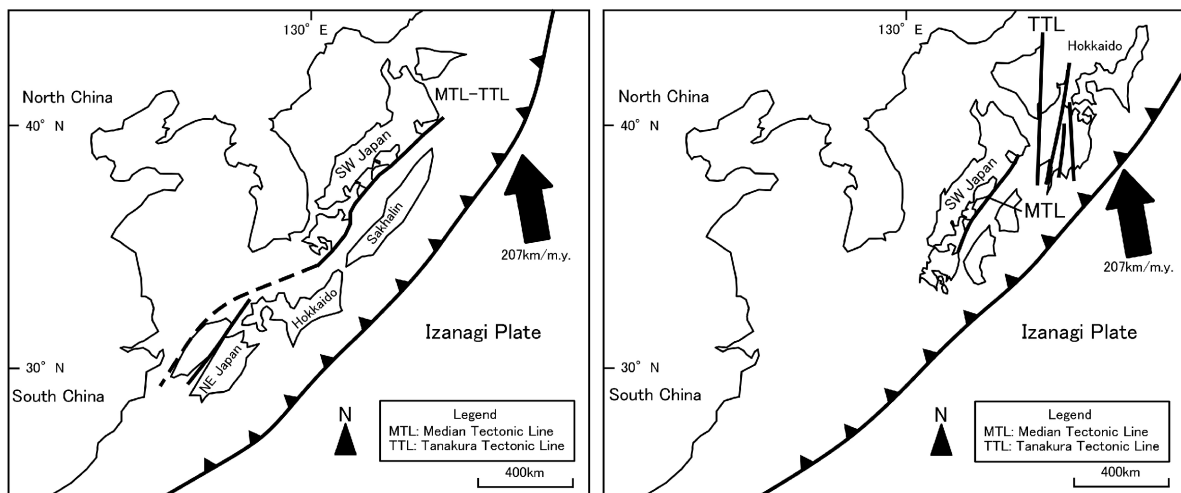 130° E
North China
40° N
MTL-TTL
SW Japan
Sakhalin
207km/m.y.
Hokkaido
NE Japan
Izanagi Plate
30° N
South China
N
Legend
MTL: Median Tectonic Line
TTL: Tanakura Tectonic Line
400km
130° E
TTL
Hokkaido
North China
40° N
SW Japan
MTL
207km/m.y.
Izanagi Plate
30° N
South China
N
Legend
MTL: Median Tectonic Line
TTL: Tanakura Tectonic Line
400km